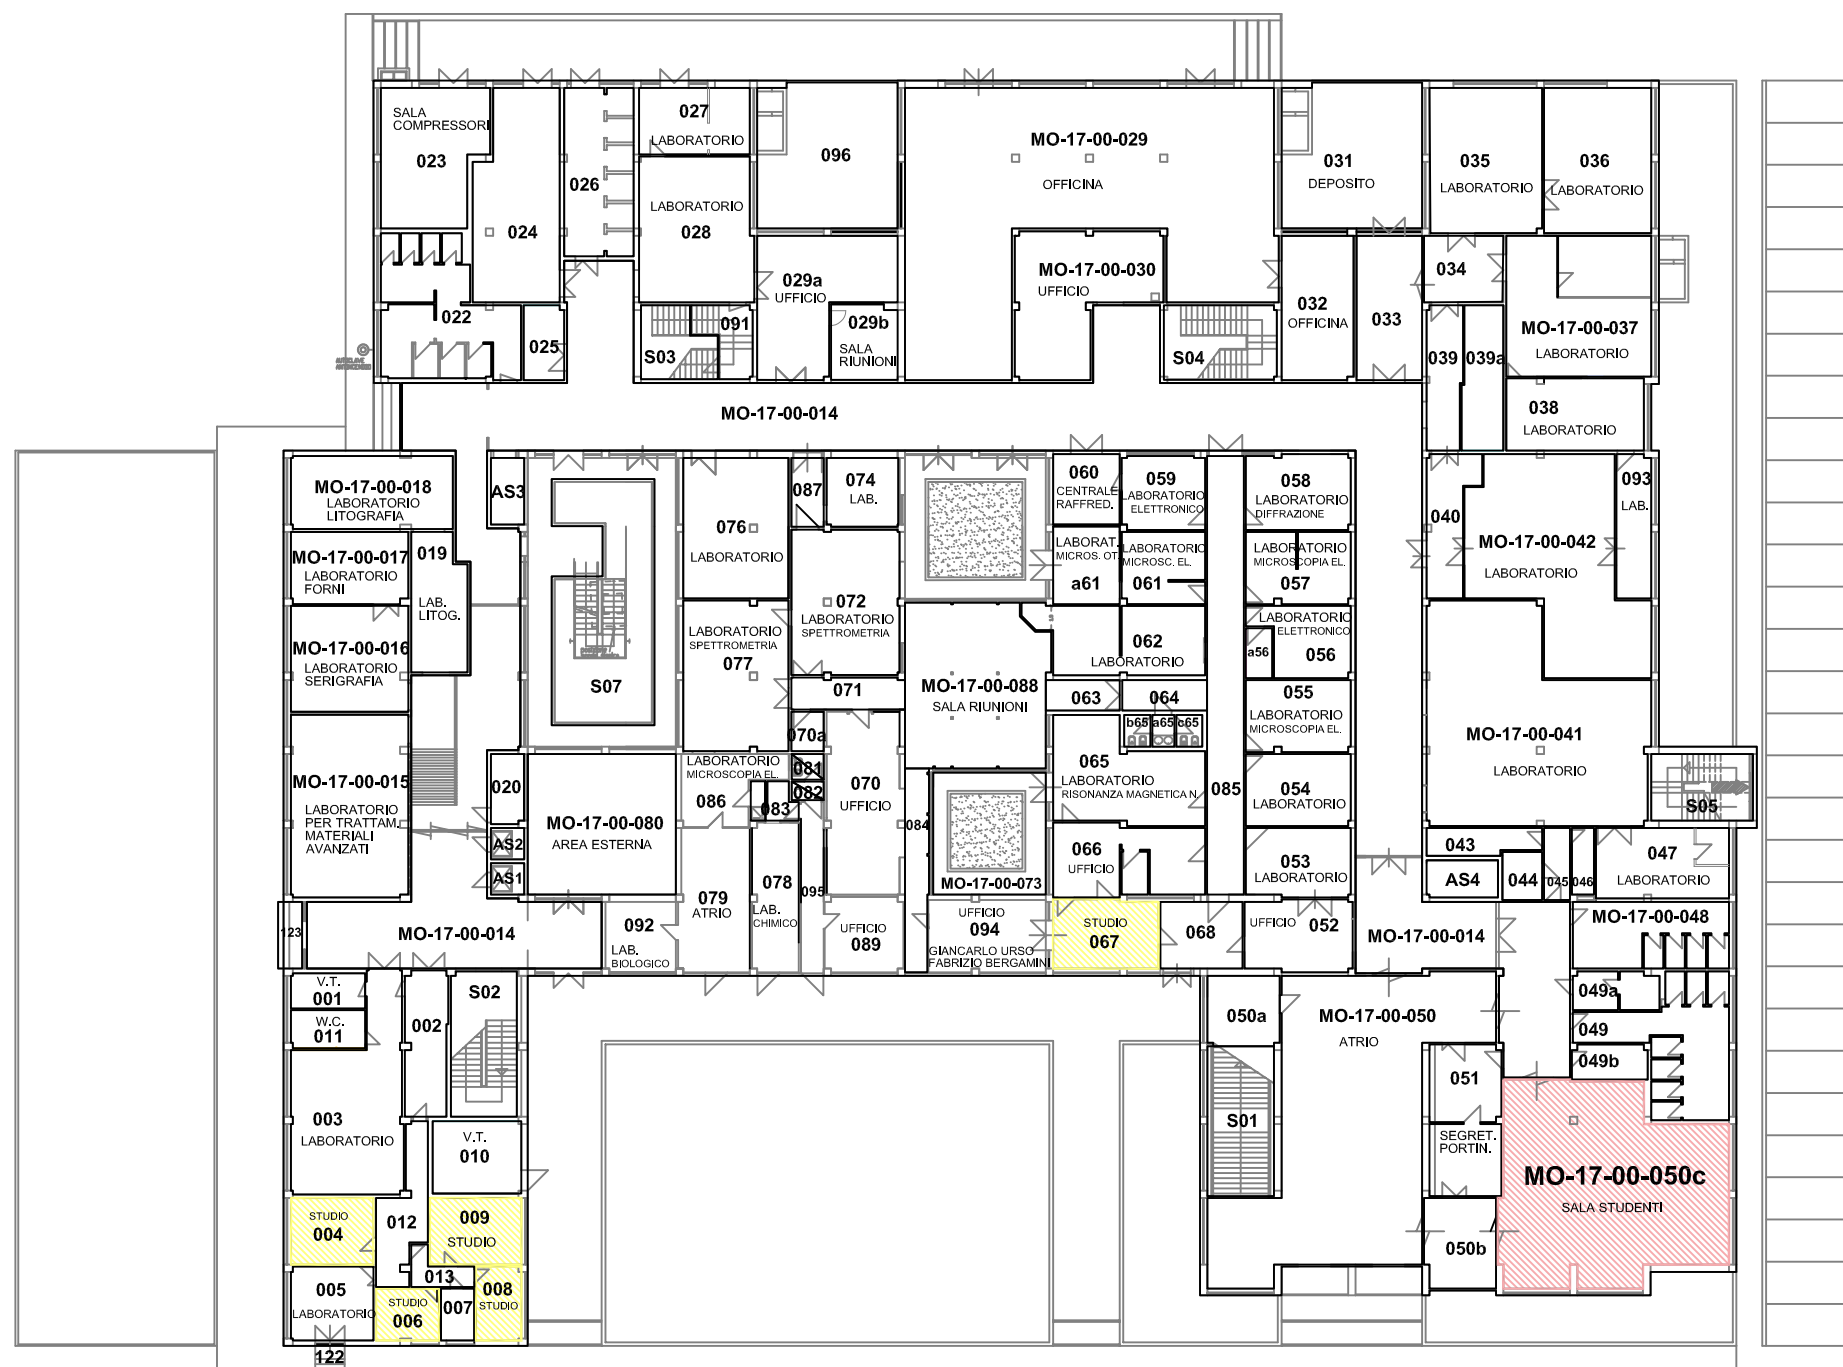 SALA
COMPRESSORI
023
024
026
027
LABORATORIO
LABORATORIO
028
096
MO-17-00-029
OFFICINA
031
DEPOSITO
035
LABORATORIO
036
LABORATORIO
022
025
S03
091
029a
UFFICIO
029b
SALA
RIUNIONI
MO-17-00-030
UFFICIO
S04
032
OFFICINA
033
034
039
039a
MO-17-00-037
LABORATORIO
038
LABORATORIO
MO-17-00-014
MO-17-00-018
LABORATORIO
LITOGRAFIA
MO-17-00-017
LABORATORIO
FORNI
019
LAB.
LITOG.
MO-17-00-016
LABORATORIO
SERIGRAFIA
MO-17-00-015
LABORATORIO
PER TRATTAM.
MATERIALI
AVANZATI
AS3
S07
020
AS2
AS1
MO-17-00-080
AREA ESTERNA
076
LABORATORIO
087
074
LAB.
072
LABORATORIO
SPETTROMETRIA
LABORATORIO
SPETTROMETRIA
077
071
070a
081
082
070
UFFICIO
LABORATORIO
MICROSCOPIA EL.
086
083
079
ATRIO
078
LAB.
CHIMICO
095
UFFICIO
089
084
MO-17-00-088
SALA RIUNIONI
MO-17-00-073
UFFICIO
094
GIANCARLO URSO
FABRIZIO BERGAMINI
060
CENTRALE
RAFFRED.
059
LABORATORIO
ELETTRONICO
LABORAT.
MICROS. OT.
a61
LABORATORIO
MICROSC. EL.
061
062
LABORATORIO
063
064
b65
a65
c65
065
LABORATORIO
RISONANZA MAGNETICA N.
066
UFFICIO
STUDIO
067
068
085
058
LABORATORIO
DIFFRAZIONE
LABORATORIO
MICROSCOPIA EL.
057
LABORATORIO
ELETTRONICO
a56
056
055
LABORATORIO
MICROSCOPIA EL.
054
LABORATORIO
053
LABORATORIO
UFFICIO
052
040
MO-17-00-042
LABORATORIO
093
LAB.
MO-17-00-041
LABORATORIO
S05
043
AS4
044
045
046
047
LABORATORIO
MO-17-00-014
MO-17-00-048
123
MO-17-00-014
092
LAB.
BIOLOGICO
V.T.
001
W.C.
011
002
S02
003
LABORATORIO
V.T.
010
STUDIO
004
012
009
STUDIO
013
005
LABORATORIO
STUDIO
006
007
008
STUDIO
122
050a
MO-17-00-050
ATRIO
S01
049a
049
049b
051
SEGRET.
PORTIN.
050b
MO-17-00-050c
SALA STUDENTI